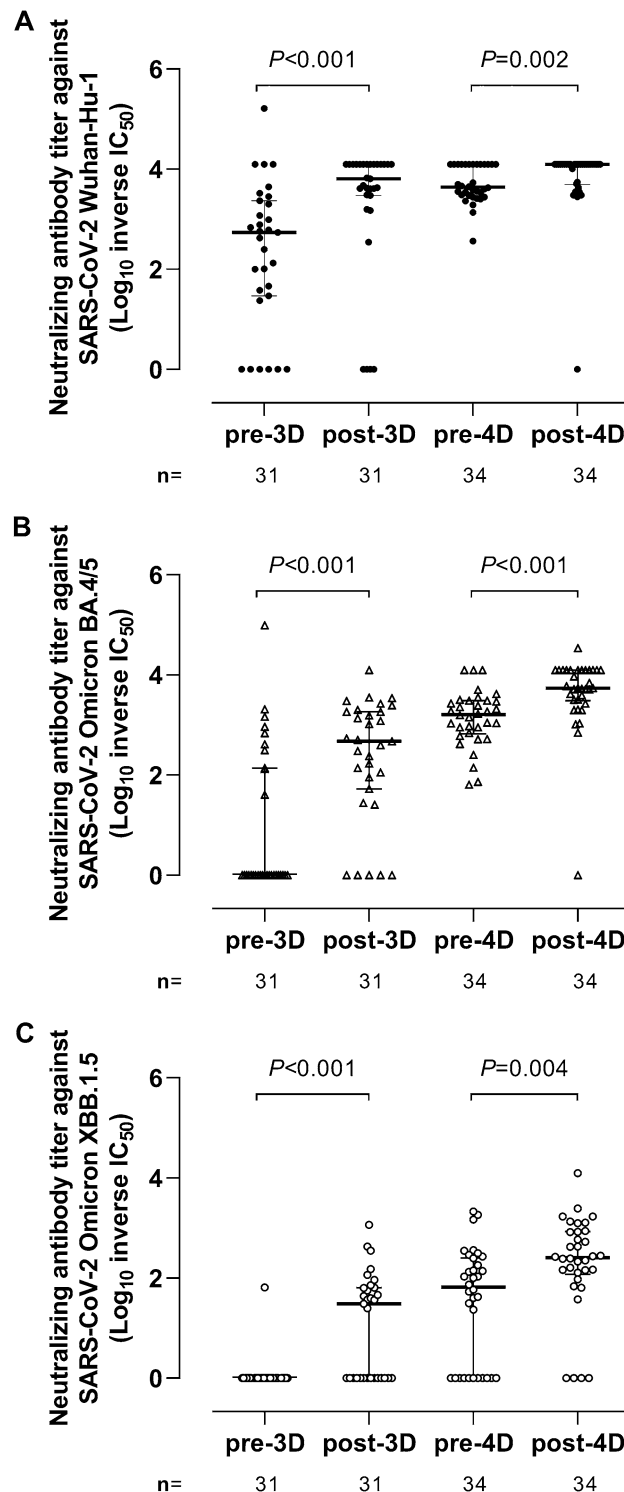 A
Neutralizing antibody titer against
SARS-CoV-2 Wuhan-Hu-1
(Log10 inverse IC50)
P<0.001
P=0.002
6
4
2
0
pre-3D post-3D pre-4D post-4D
n= 31 31 34 34
B
Neutralizing antibody titer against
SARS-CoV-2 Omicron BA.4/5
(Log10 inverse IC50)
P<0.001
P<0.001
6
4
2
0
pre-3D post-3D pre-4D post-4D
n= 31 31 34 34
C
Neutralizing antibody titer against
SARS-CoV-2 Omicron XBB.1.5
(Log10 inverse IC50)
P<0.001
P=0.004
6
4
2
0
pre-3D post-3D pre-4D post-4D
n= 31 31 34 34